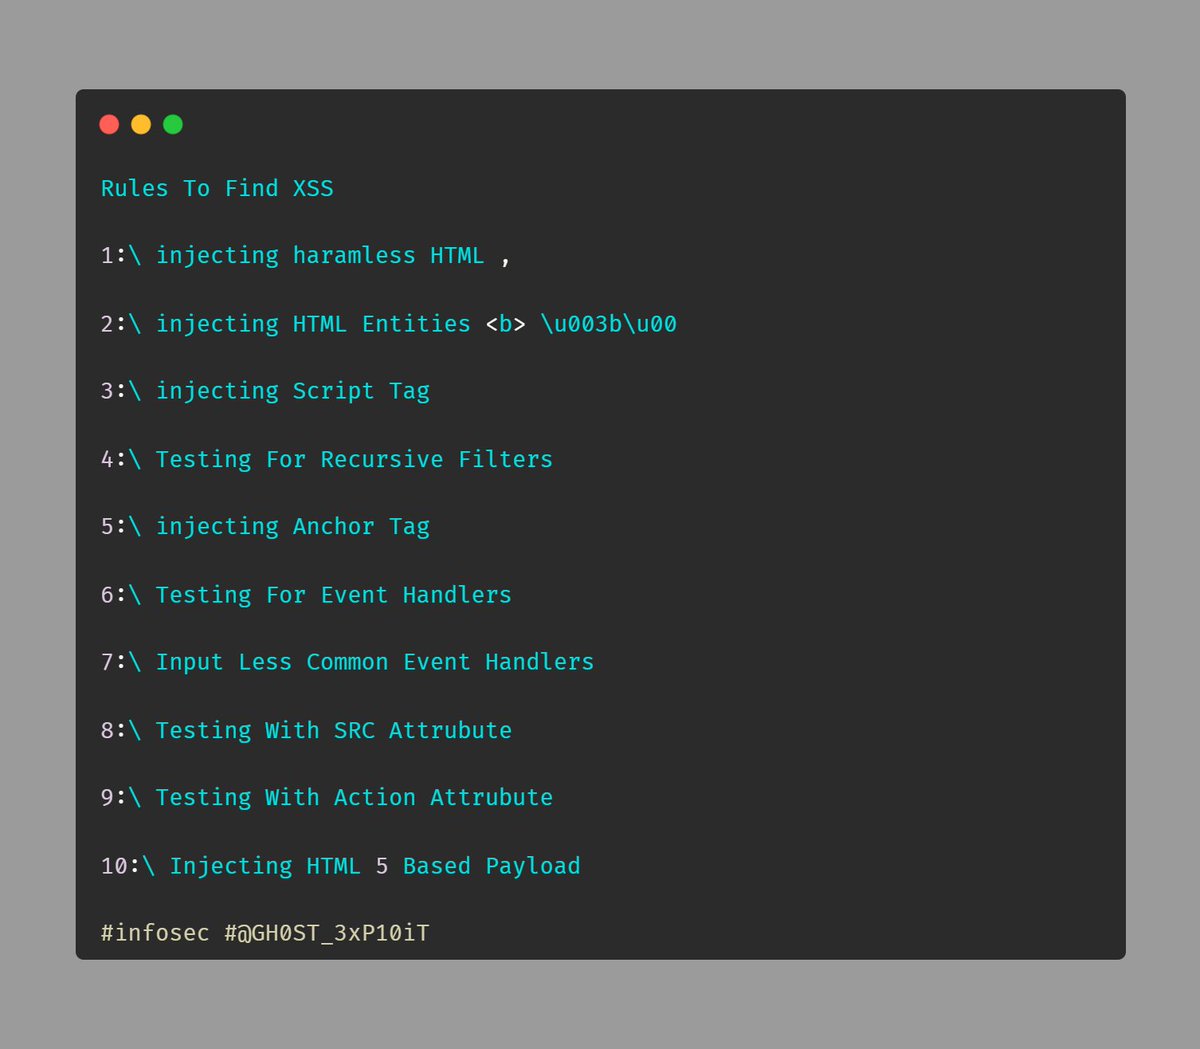 Rules To Find XSS
1:\ injecting haramless HTML ,
2:\ injecting HTML Entities <b> \u003b\u00
3:\ injecting Script Tag
4:\ Testing For Recursive Filters
5:\ injecting Anchor Tag
6:\ Testing For Event Handlers
7:\ Input Less Common Event Handlers
8:\ Testing With SRC Attrubute
9:\ Testing With Action Attrubute
10:\ Injecting HTML 5 Based Payload
#infosec #@GH0ST_3xP10iT